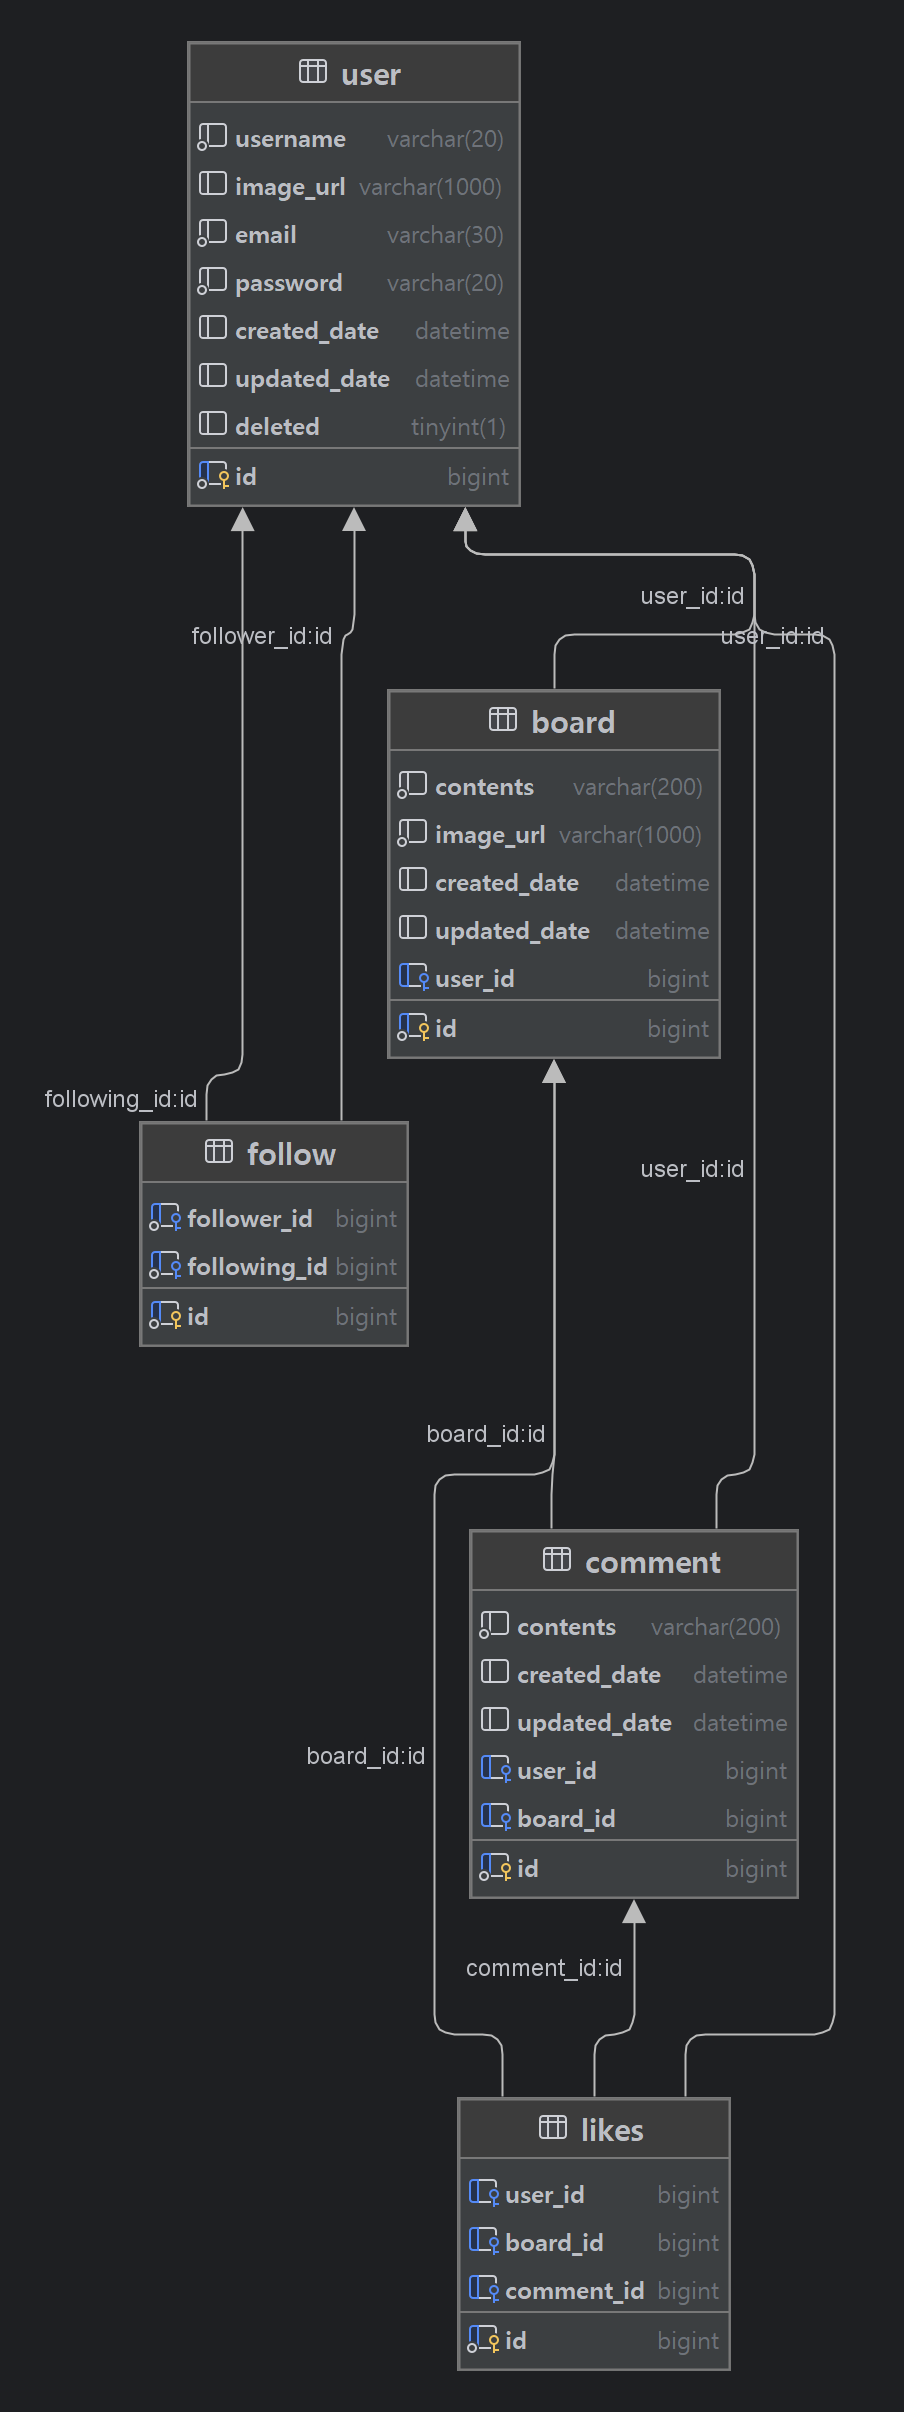 user
username varchar(20)
image_url varchar(1000)
email varchar(30)
password varchar(20)
created_date datetime
updated_date datetime
deleted tinyint(1)
id bigint
user_id:id
follower_id:id
user_id:id
board
contents varchar(200)
image_url varchar(1000)
created_date datetime
updated_date datetime
user_id bigint
id bigint
following_id:id
follow
follower_id bigint
following_id bigint
id bigint
user_id:id
board_id:id
comment
contents varchar(200)
created_date datetime
updated_date datetime
user_id bigint
board_id bigint
id bigint
board_id:id
comment_id:id
likes
user_id bigint
board_id bigint
comment_id bigint
id bigint